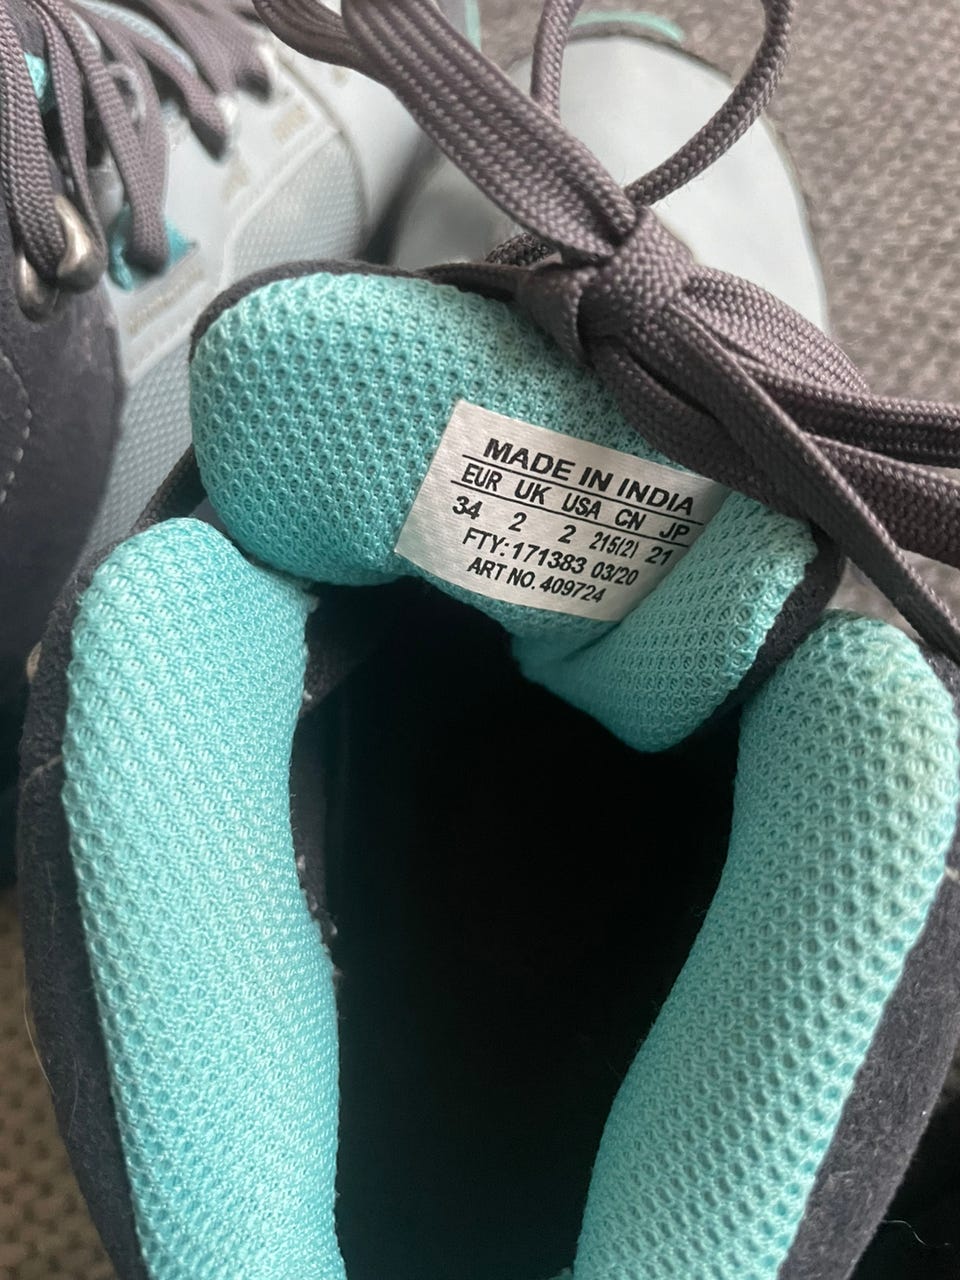 MADE IN INDIA
EUR UK USA CN JP
34 2 2 215(2) 21
FTY:171383 03/20
ART NO. 409724